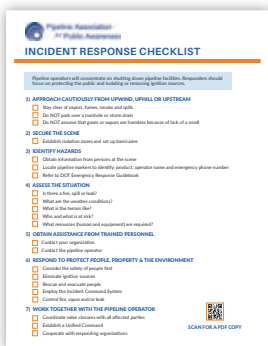 Pipeline Association
for Public Awareness
INCIDENT RESPONSE CHECKLIST
Pipeline operators will concentrate on shutting down pipeline facilities. Responders should
focus on protecting the public and isolating or removing ignition sources.
1) APPROACH CAUTIOUSLY FROM UPWIND, UPHILL OR UPSTREAM
Stay clear of vapors, fumes, smoke and spills
Do NOT park over a manhole or storm drain
Do NOT assume that gases or vapors are harmless because of lack of a smell
2) SECURE THE SCENE
Establish isolation zones and set up barricades
3) IDENTIFY HAZARDS
Obtain information from persons at the scene
Locate pipeline markers to identify: product, operator name and emergency phone number
Refer to DOT Emergency Response Guidebook
4) ASSESS THE SITUATION
Is there a fire, spill or leak?
What are the weather conditions?
What is the terrain like?
Who and what is at risk?
What resources (human and equipment) are required?
5) OBTAIN ASSISTANCE FROM TRAINED PERSONNEL
Contact your organization
Contact the pipeline operator
6) RESPOND TO PROTECT PEOPLE, PROPERTY & THE ENVIRONMENT
Consider the safety of people first
Eliminate ignition sources
Rescue and evacuate people
Employ the Incident Command System
Control fire, vapor and/or leak
7) WORK TOGETHER WITH THE PIPELINE OPERATOR
Coordinate valve closures with all affected parties
Establish a Unified Command
Cooperate with responding organizations
SCAN FOR A PDF COPY